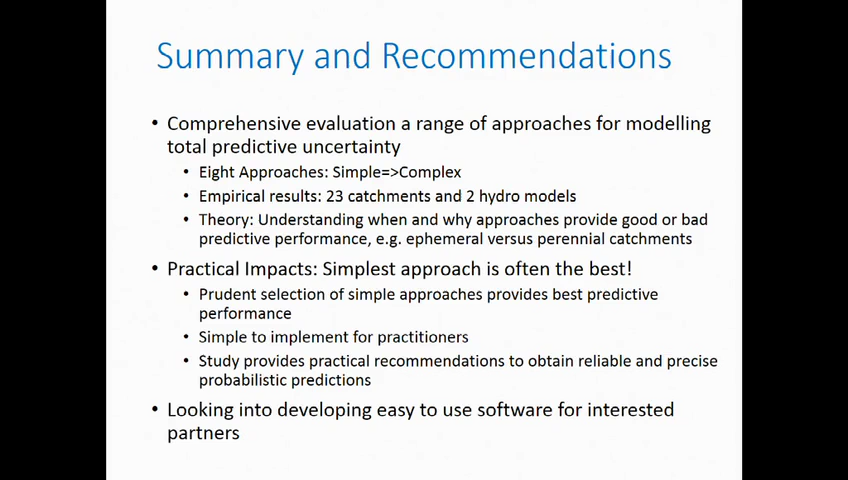 Summary and Recommendations
• Comprehensive evaluation a range of approaches for modelling
total predictive uncertainty
• Eight Approaches: Simple=>Complex
• Empirical results: 23 catchments and 2 hydro models
• Theory: Understanding when and why approaches provide good or bad
predictive performance, e.g. ephemeral versus perennial catchments
• Practical Impacts: Simplest approach is often the best!
• Prudent selection of simple approaches provides best predictive
performance
• Simple to implement for practitioners
• Study provides practical recommendations to obtain reliable and precise
probabilistic predictions
• Looking into developing easy to use software for interested
partners